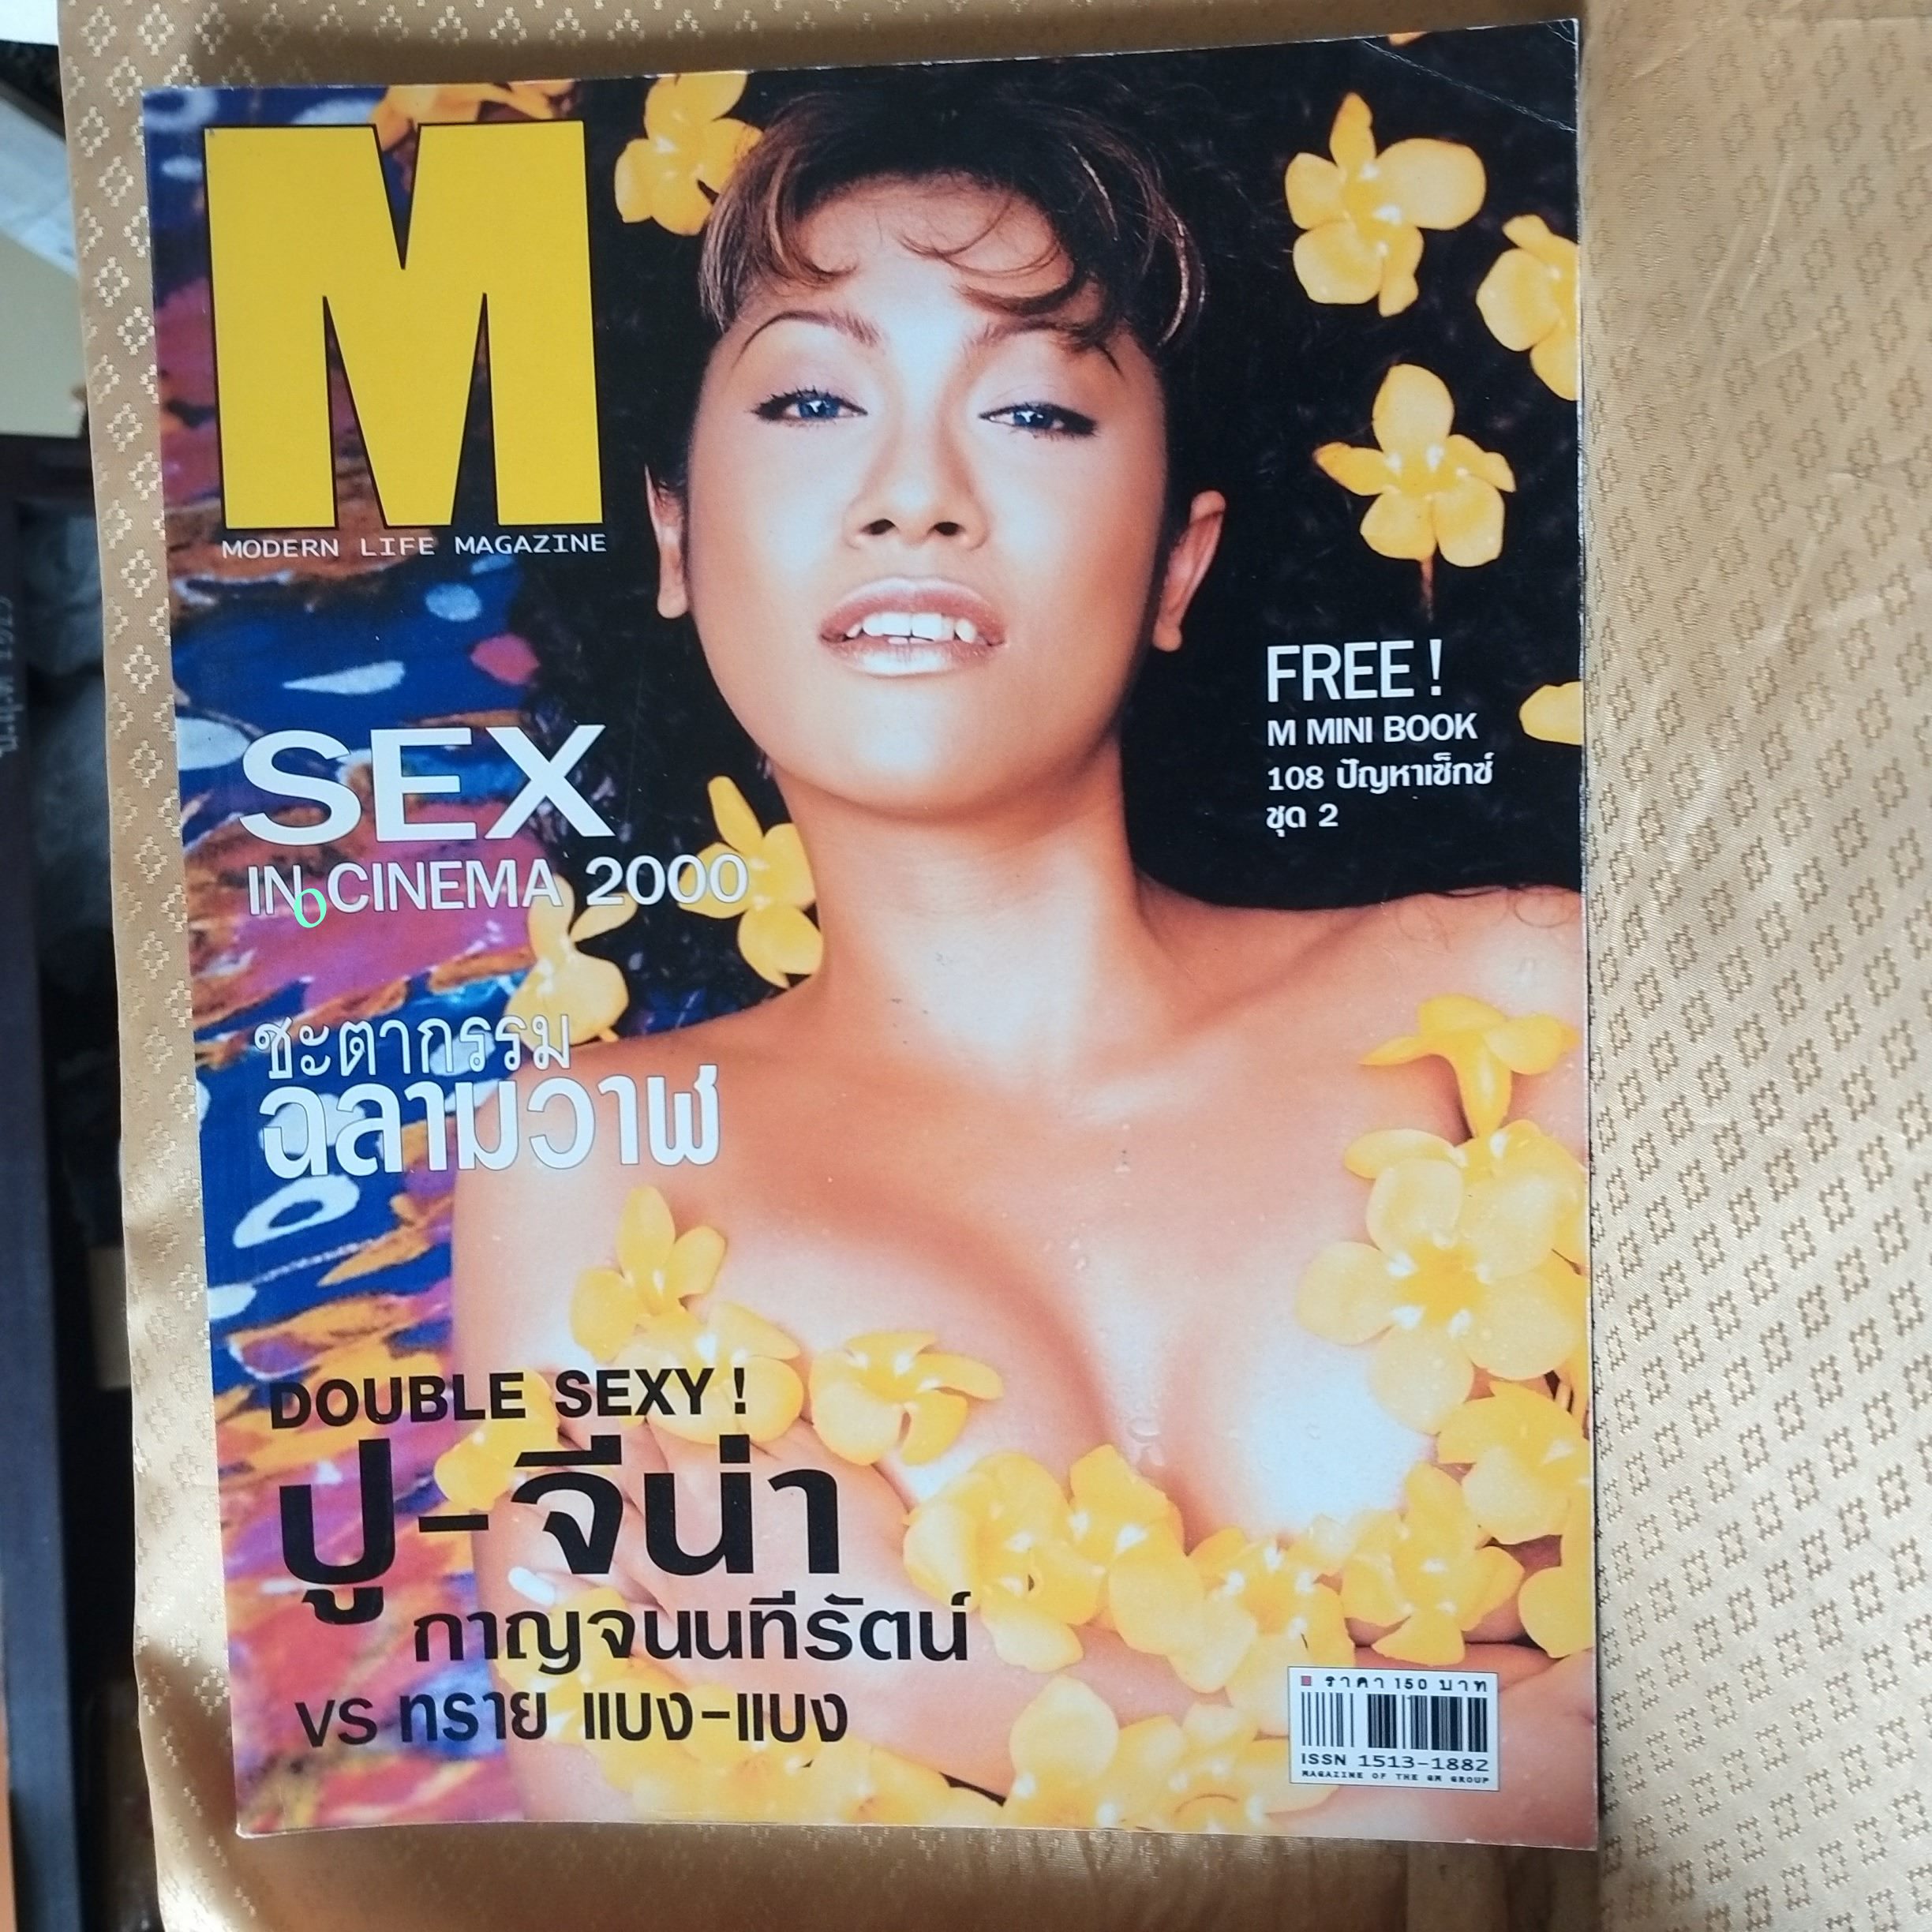 M
MODERN LIFE MAGAZINE
SEX
IN CINEMA 2000
o
FREE!
M MINI BOOK
108 ปัญหาเซ็กซ์
ชุด 2
ชะตากรรม
ฉลามวาฬ
DOUBLE SEXY!
ปู-จีน่า
กาญจนนทีรัตน์
vs ทราย แบง-แบง
ราคา 150 บาท
ISSN 1513-1882
MAGAZINE OF THE GM GROUP